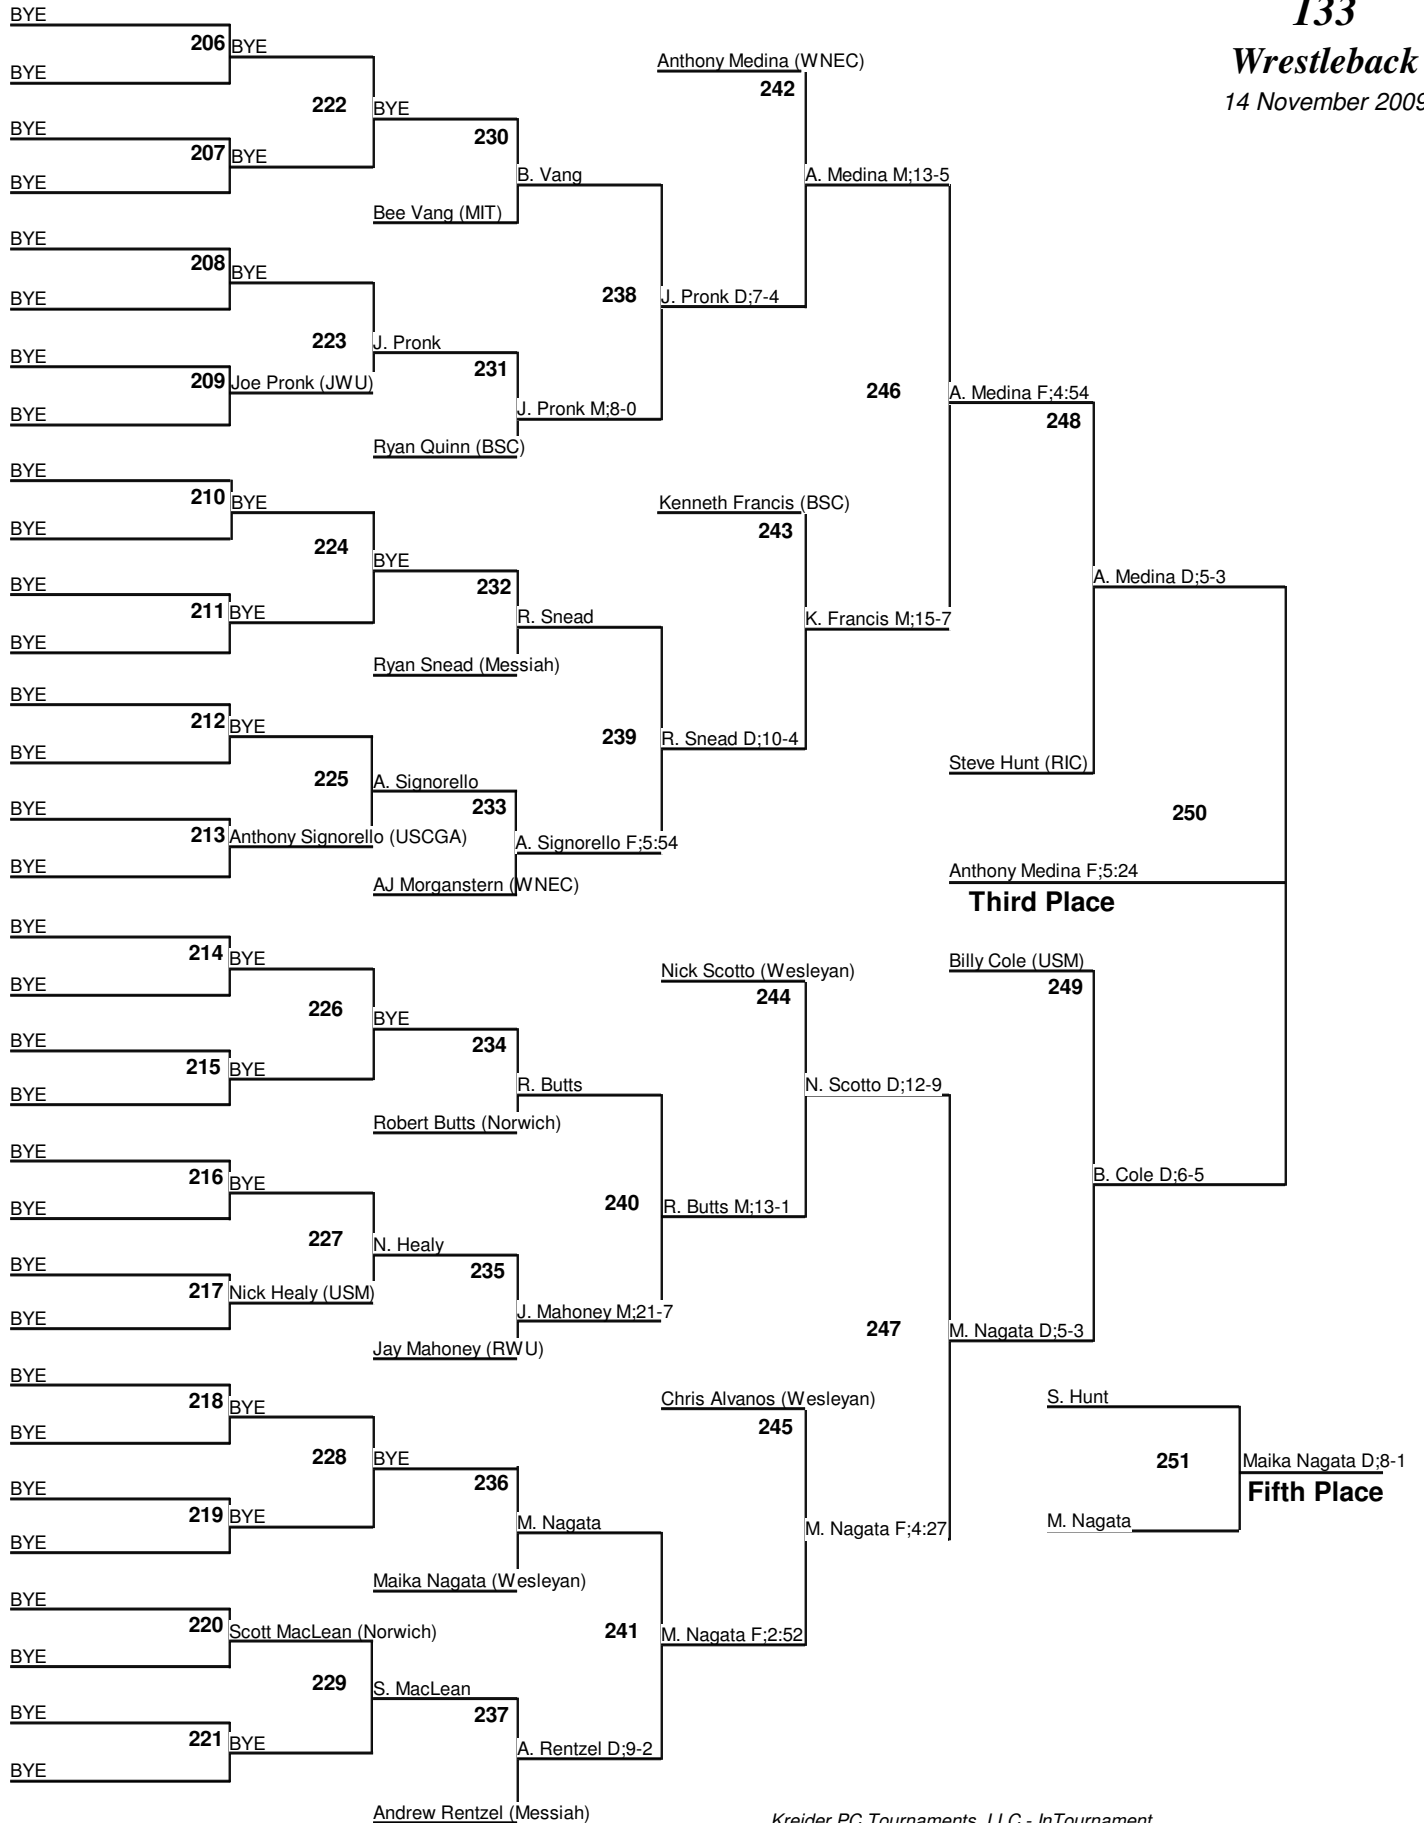 133
Wrestleback
14 November 2009
BYE
206
BYE
BYE
222
BYE
BYE
207
BYE
BYE
230
B. Vang
Bee Vang (MIT)
BYE
208
BYE
BYE
223
J. Pronk
BYE
209
Joe Pronk (JWU)
BYE
231
J. Pronk M;8-0
Ryan Quinn (BSC)
238
J. Pronk D;7-4
Anthony Medina (WNEC)
242
A. Medina M;13-5
BYE
210
BYE
BYE
224
BYE
BYE
211
BYE
BYE
232
R. Snead
Ryan Snead (Messiah)
BYE
212
BYE
BYE
225
A. Signorello
BYE
213
Anthony Signorello (USCGA)
BYE
233
A. Signorello F;5:54
AJ Morganstern (WNEC)
239
R. Snead D;10-4
Kenneth Francis (BSC)
243
K. Francis M;15-7
246
A. Medina F;4:54
248
A. Medina D;5-3
Steve Hunt (RIC)
250
Anthony Medina F;5:24
Third Place
BYE
214
BYE
BYE
226
BYE
BYE
215
BYE
BYE
234
R. Butts
Robert Butts (Norwich)
BYE
216
BYE
BYE
227
N. Healy
BYE
217
Nick Healy (USM)
BYE
235
J. Mahoney M;21-7
Jay Mahoney (RWU)
240
R. Butts M;13-1
Nick Scotto (Wesleyan)
244
N. Scotto D;12-9
Billy Cole (USM)
249
B. Cole D;6-5
247
M. Nagata D;5-3
BYE
218
BYE
BYE
228
BYE
BYE
219
BYE
BYE
236
M. Nagata
Maika Nagata (Wesleyan)
BYE
220
Scott MacLean (Norwich)
BYE
229
S. MacLean
BYE
221
BYE
BYE
237
A. Rentzel D;9-2
Andrew Rentzel (Messiah)
241
M. Nagata F;2:52
Chris Alvanos (Wesleyan)
245
M. Nagata F;4:27
S. Hunt
251
Maika Nagata D;8-1
Fifth Place
M. Nagata
Kreider PC Tournaments, LLC - InTournament